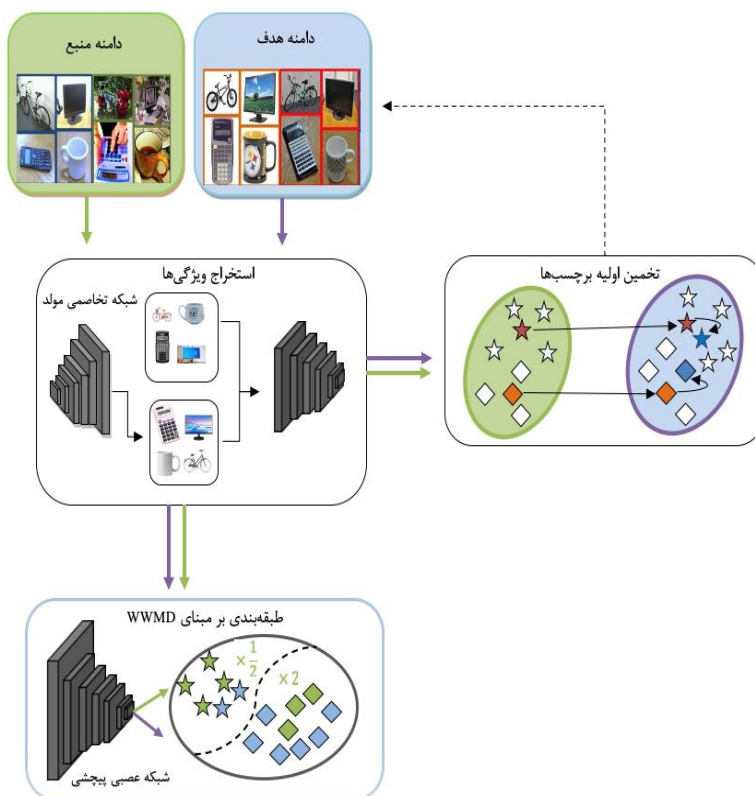 دامنه منبع
دامنه هدف
استخراج ویژگی‌ها
شبکه تخاصمی مولد
تخمین اولیه برچسب‌ها
طبقه‌بندی بر مبنای WWMD
× 1/2
× 2
شبکه عصبی پیچشی